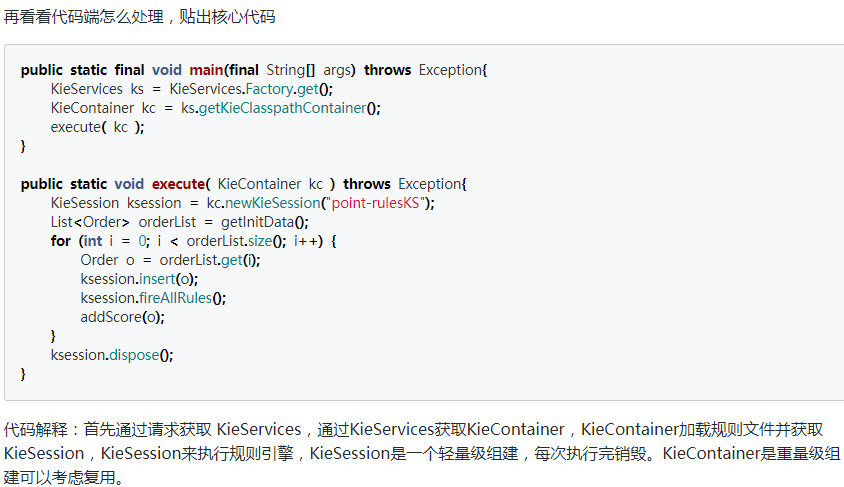 再看看代码端怎么处理，贴出核心代码
public static final void main(final String[] args) throws Exception{
KieServices ks = KieServices.Factory.get();
KieContainer kc = ks.getKieClasspathContainer();
execute( kc );
}
public static void execute( KieContainer kc ) throws Exception{
KieSession ksession = kc.newKieSession("point-rulesKS");
List<Order> orderList = getInitData();
for (int i = 0; i < orderList.size(); i++) {
Order o = orderList.get(i);
ksession.insert(o);
ksession.fireAllRules();
addScore(o);
}
ksession.dispose();
}
代码解释：首先通过请求获取 KieServices，通过KieServices获取KieContainer，KieContainer加载规则文件并获取
KieSession，KieSession来执行规则引擎，KieSession是一个轻量级组建，每次执行完销毁。KieContainer是重量级组
建可以考虑复用。